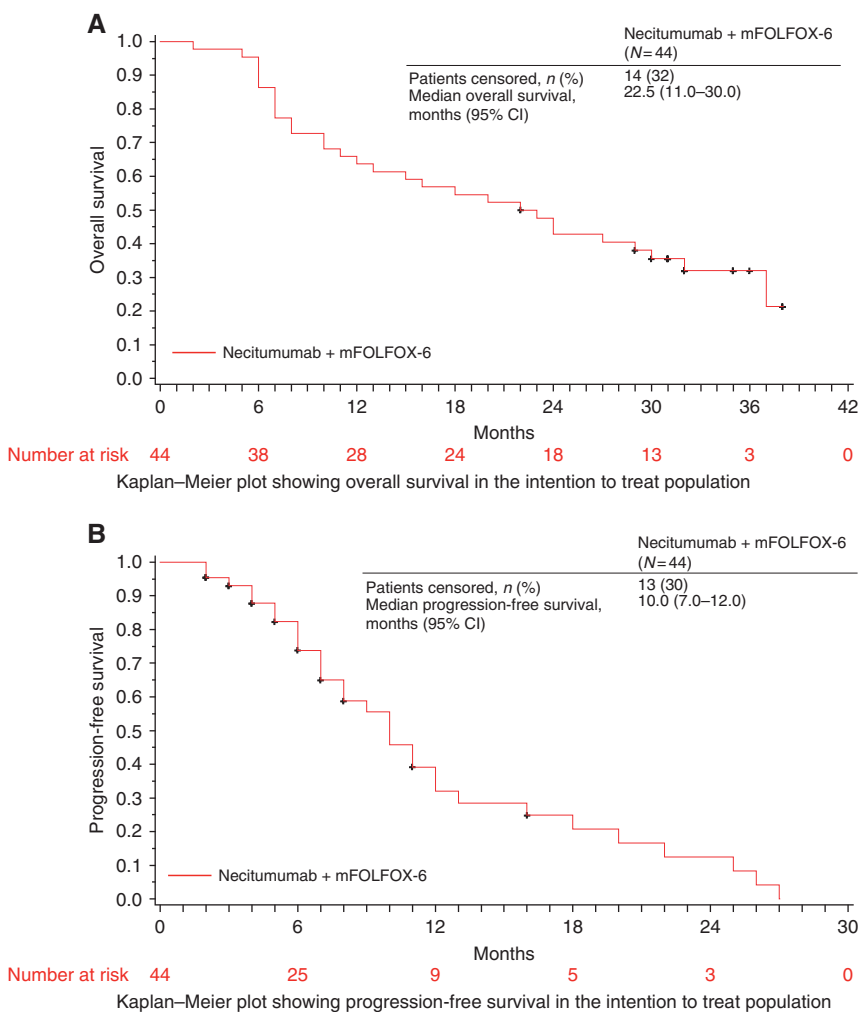 A
Necitumumab + mFOLFOX-6
(N=44)
Patients censored, n (%) 14 (32)
Median overall survival, 22.5 (11.0–30.0)
months (95% CI)
Overall survival
1.0
0.9
0.8
0.7
0.6
0.5
0.4
0.3
0.2
0.1
0.0
Necitumumab + mFOLFOX-6
0 6 12 18 24 30 36 42
Months
Number at risk 44 38 28 24 18 13 3 0
Kaplan–Meier plot showing overall survival in the intention to treat population
B
Necitumumab + mFOLFOX-6
(N=44)
Patients censored, n (%) 13 (30)
Median progression-free survival, 10.0 (7.0–12.0)
months (95% CI)
Progression-free survival
1.0
0.9
0.8
0.7
0.6
0.5
0.4
0.3
0.2
0.1
0.0
Necitumumab + mFOLFOX-6
0 6 12 18 24 30
Months
Number at risk 44 25 9 5 3 0
Kaplan–Meier plot showing progression-free survival in the intention to treat population